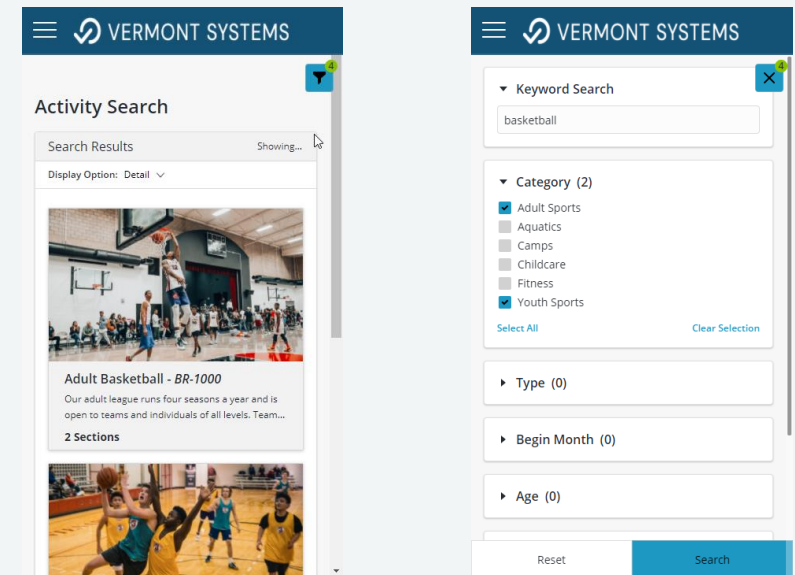 VERMONT SYSTEMS
4
Activity Search
Search Results Showing...
Display Option: Detail
Adult Basketball - BR-1000
Our adult league runs four seasons a year and is
open to teams and individuals of all levels. Team...
2 Sections
VERMONT SYSTEMS
4
Keyword Search
basketball
Category (2)
Adult Sports
Aquatics
Camps
Childcare
Fitness
Youth Sports
Select All Clear Selection
Type (0)
Begin Month (0)
Age (0)
Reset Search